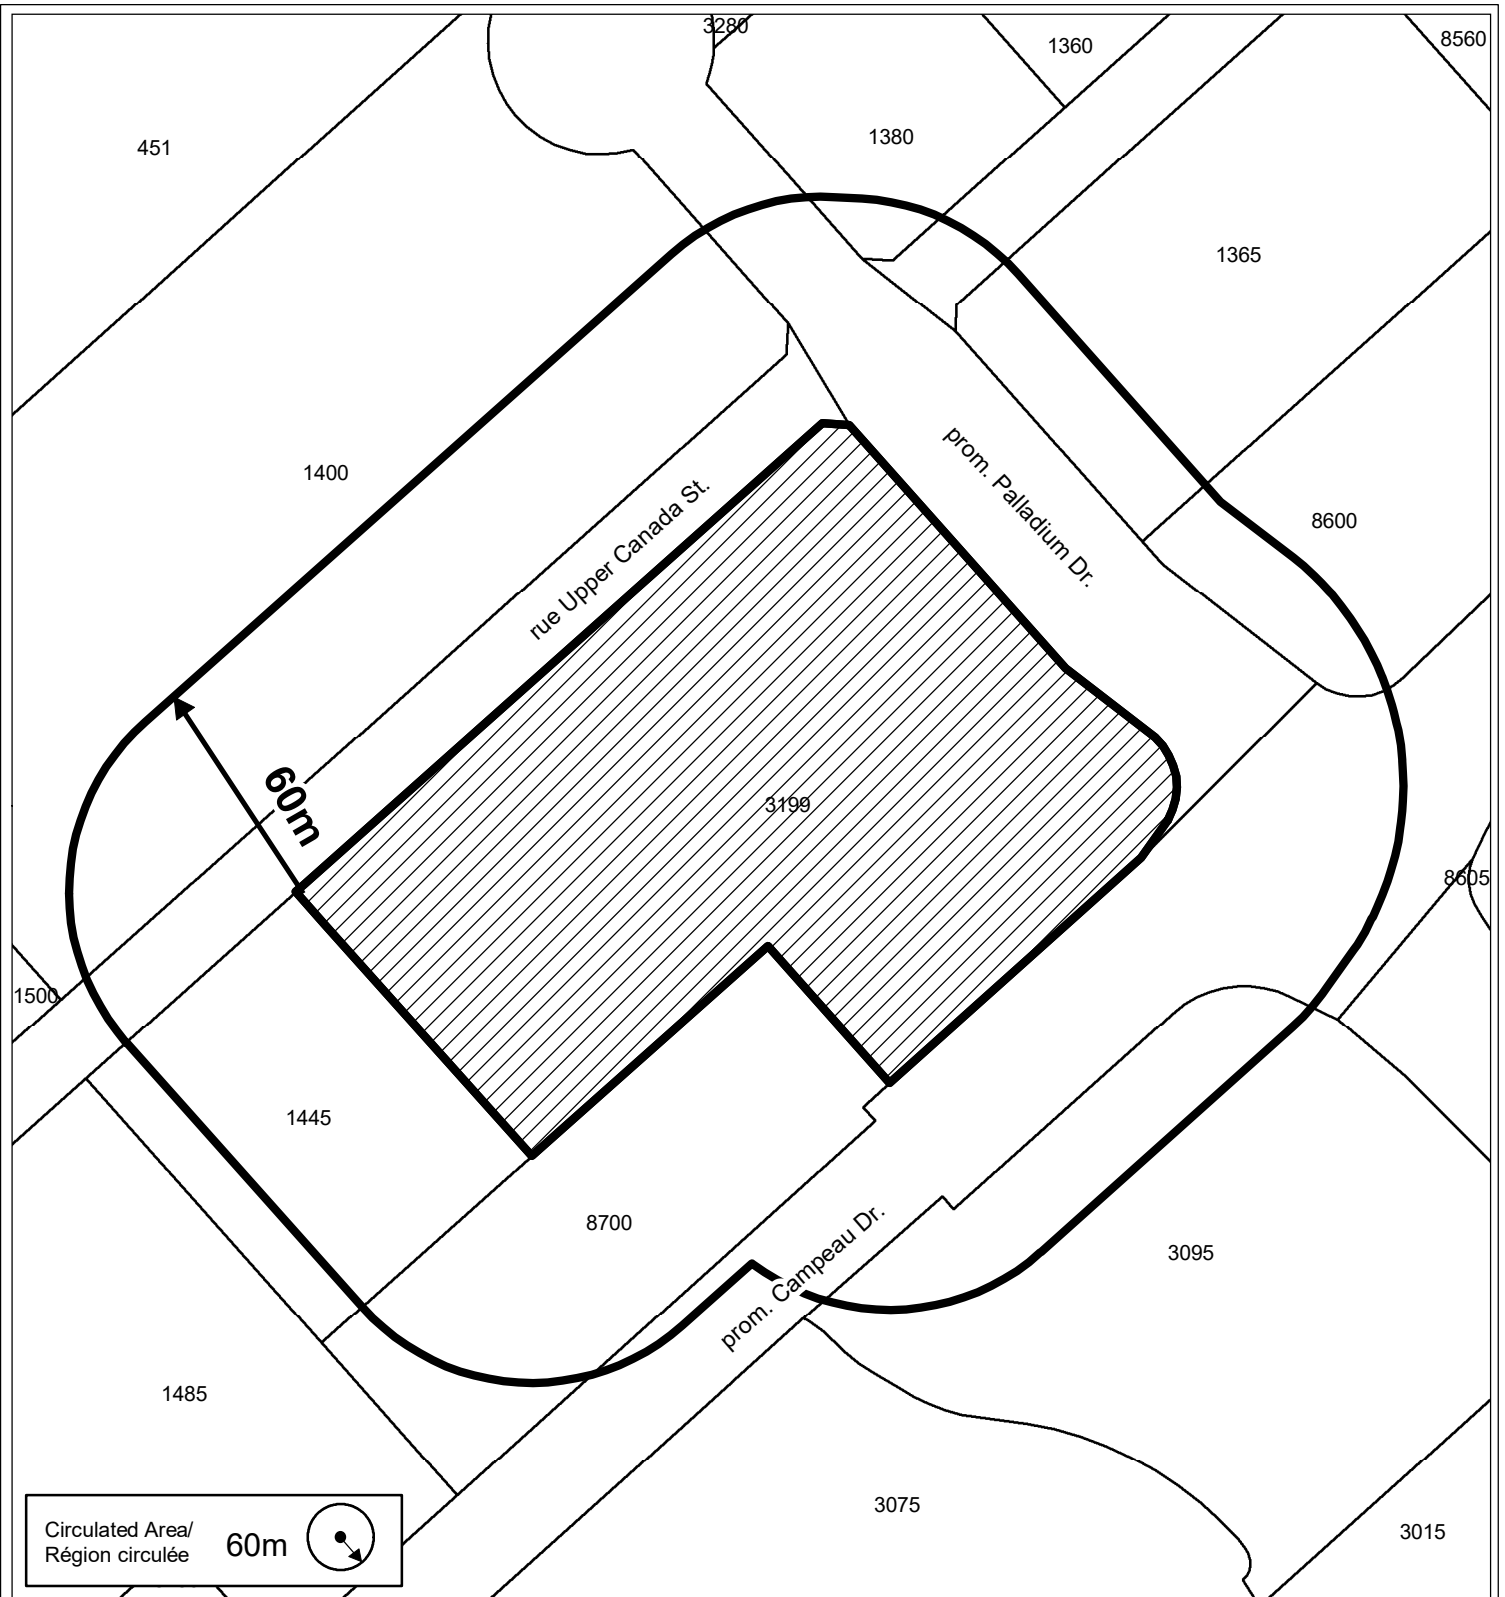 3280
1360
8560
451
1380
1365
1400
prom. Palladium Dr.
8600
rue Upper Canada St.
60m
3199
8605
1500
1445
8700
prom. Campeau Dr.
3095
1485
3075
3015
Circulated Area/
Région circulée
60m